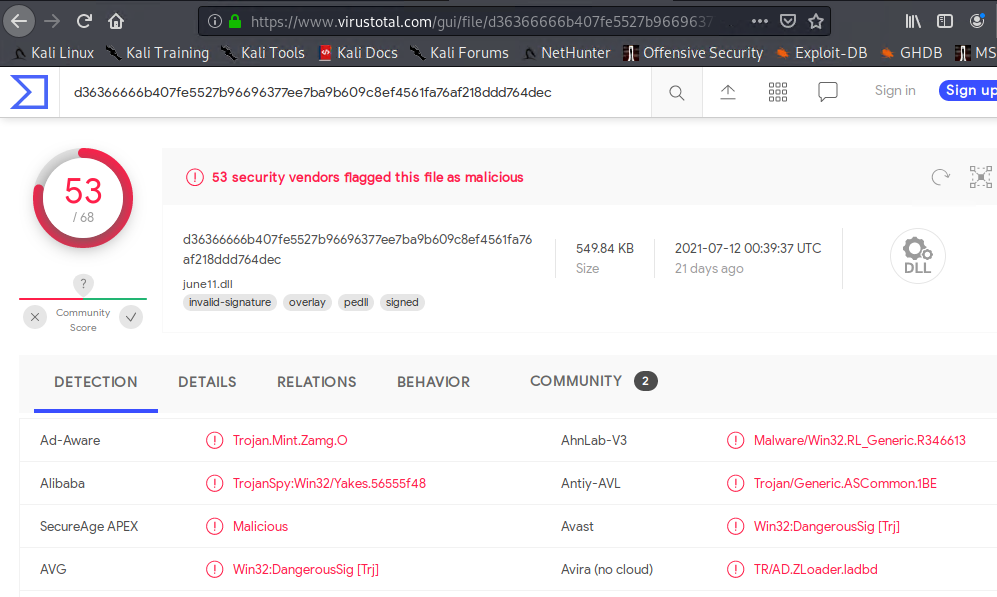 https://www.virustotal.com/gui/file/d36366666b407fe5527b9669637
Kali Linux Kali Training Kali Tools Kali Docs Kali Forums NetHunter Offensive Security Exploit-DB GHDB MS
d36366666b407fe5527b96696377ee7ba9b609c8ef4561fa76af218ddd764dec Sign in Sign up
53
/ 68
53 security vendors flagged this file as malicious
d36366666b407fe5527b96696377ee7ba9b609c8ef4561fa76
af218ddd764dec
june11.dll
invalid-signature overlay pedll signed
549.84 KB
Size
2021-07-12 00:39:37 UTC
21 days ago
DLL
?
Community
Score
DETECTION DETAILS RELATIONS BEHAVIOR COMMUNITY 2
Ad-Aware Trojan.Mint.Zamg.O AhnLab-V3 Malware/Win32.RL_Generic.R346613
Alibaba TrojanSpy:Win32/Yakes.56555f48 Antiy-AVL Trojan/Generic.ASCommon.1BE
SecureAge APEX Malicious Avast Win32:DangerousSig [Trj]
AVG Win32:DangerousSig [Trj] Avira (no cloud) TR/AD.ZLoader.ladbd